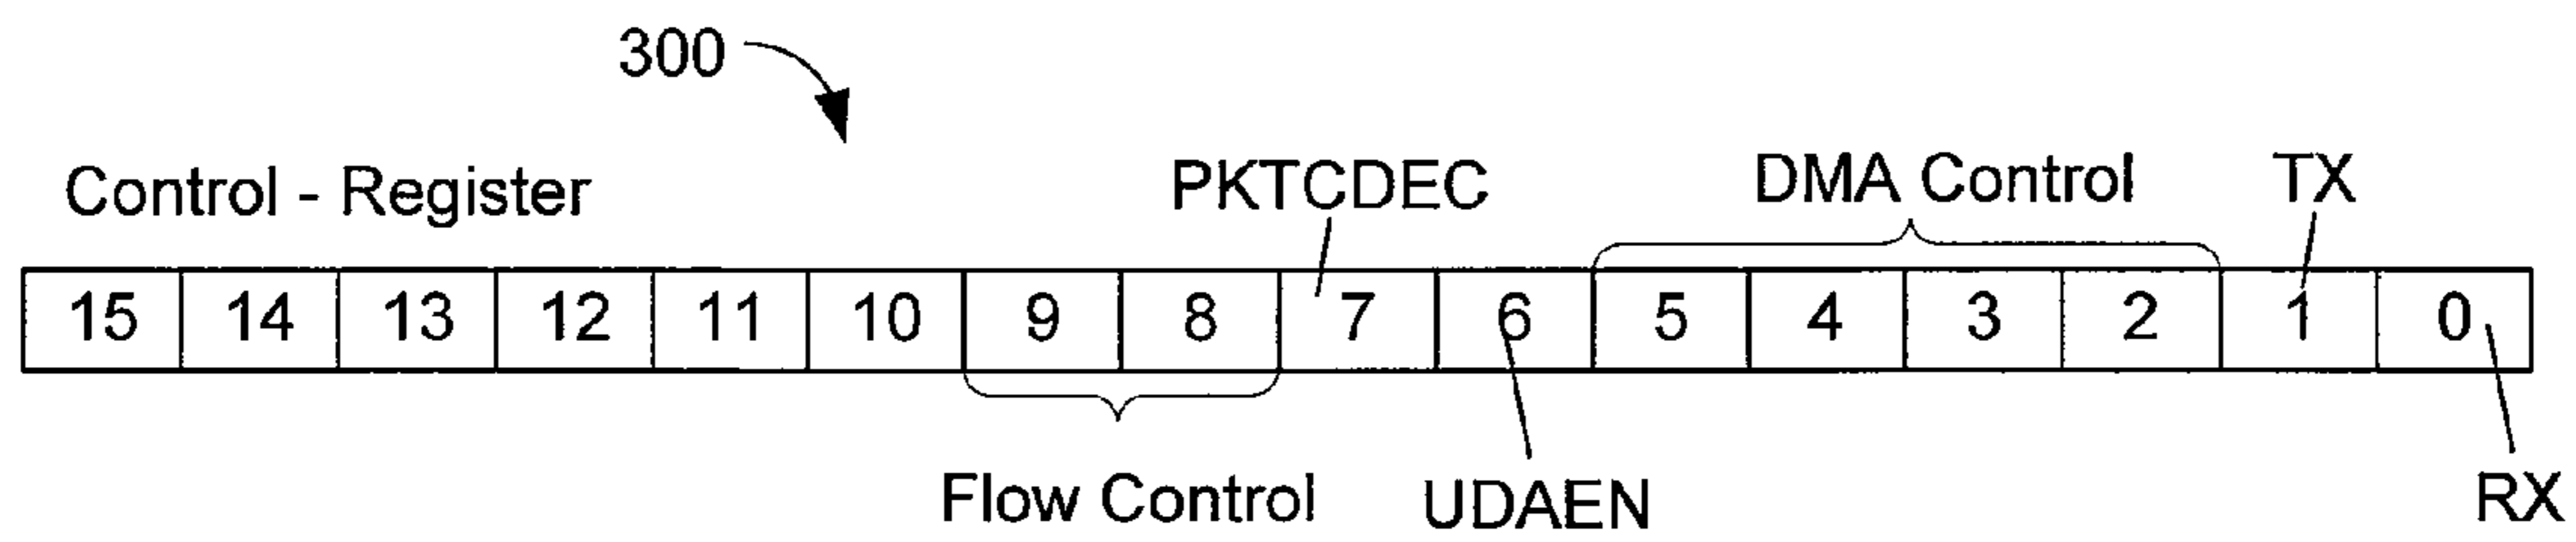 300
Control - Register
PKTCDEC
DMA Control
TX
15 14 13 12 11 10 9 8 7 6 5 4 3 2 1 0
Flow Control
UDAEN
RX